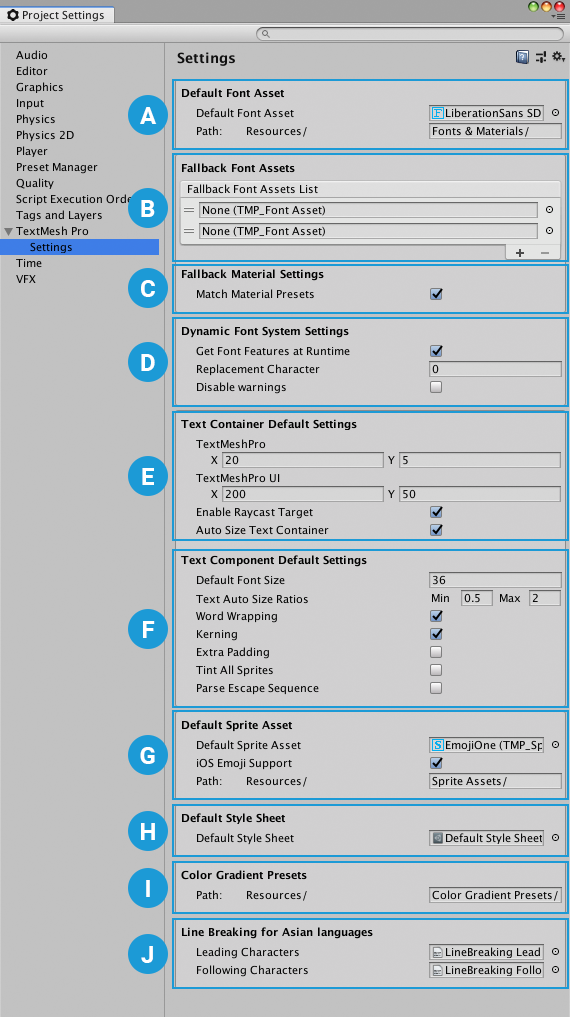 Project Settings
Audio
Editor
Graphics
Input
Physics
Physics 2D
Player
Preset Manager
Quality
Script Execution Orde
Tags and Layers
TextMesh Pro
Settings
Time
VFX
Settings
A
Default Font Asset
Default Font Asset F LiberationSans SD
Path: Resources/ Fonts & Materials/
B
Fallback Font Assets
Fallback Font Assets List
None (TMP_Font Asset)
None (TMP_Font Asset)
+ −
C
Fallback Material Settings
Match Material Presets
D
Dynamic Font System Settings
Get Font Features at Runtime
Replacement Character 0
Disable warnings
E
Text Container Default Settings
TextMeshPro
X 20 Y 5
TextMeshPro UI
X 200 Y 50
Enable Raycast Target
Auto Size Text Container
F
Text Component Default Settings
Default Font Size 36
Text Auto Size Ratios Min 0.5 Max 2
Word Wrapping
Kerning
Extra Padding
Tint All Sprites
Parse Escape Sequence
G
Default Sprite Asset
Default Sprite Asset S EmojiOne (TMP_Sp
iOS Emoji Support
Path: Resources/ Sprite Assets/
H
Default Style Sheet
Default Style Sheet Default Style Sheet
I
Color Gradient Presets
Path: Resources/ Color Gradient Presets/
J
Line Breaking for Asian languages
Leading Characters LineBreaking Lead
Following Characters LineBreaking Follo